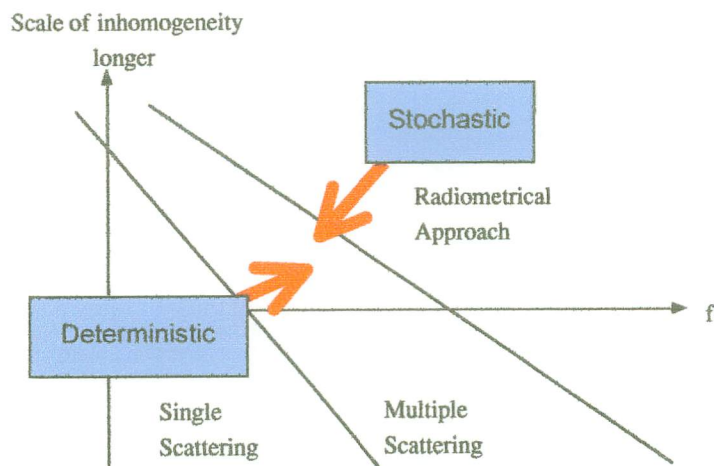 Scale of inhomogeneity
longer
Stochastic
Radiometrical
Approach
f
Deterministic
Single
Scattering
Multiple
Scattering